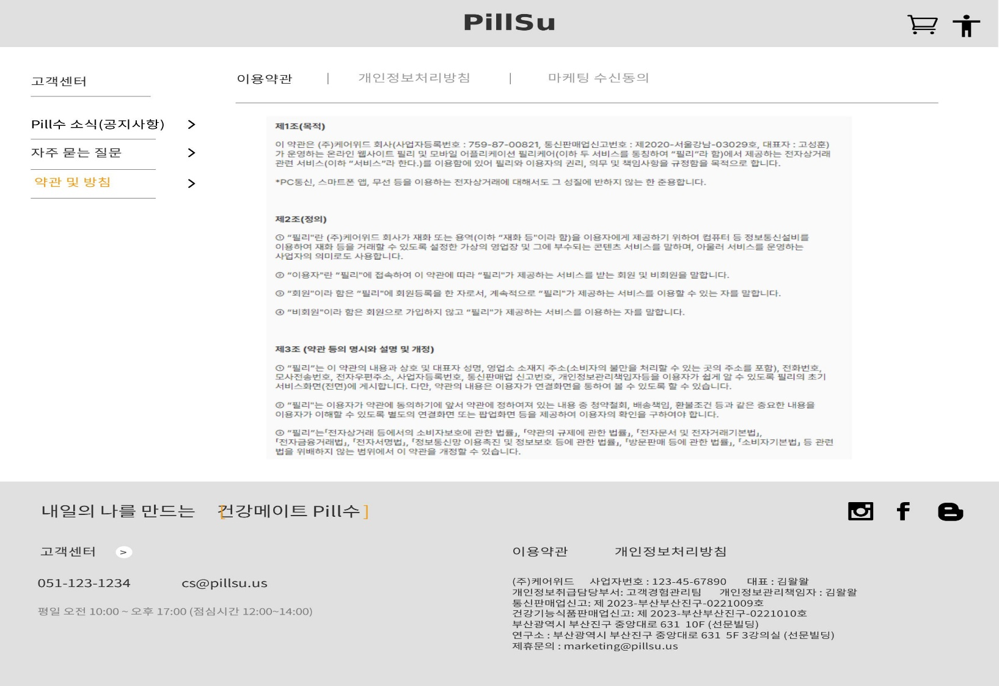 PillSu
고객센터
Pill수 소식(공지사항) >
자주 묻는 질문 >
약관 및 방침 >
이용약관 | 개인정보처리방침 | 마케팅 수신동의
제1조(목적)
이 약관은 (주)케어위드 회사(사업자등록번호 : 759-87-00821, 통신판매업신고번호 : 제2020-서울강남-03029호, 대표자 : 고성훈)
가 운영하는 온라인 웹사이트 필리 및 모바일 어플리케이션 필리케어(이하 두 서비스를 통칭하여 “필리”라 함)에서 제공하는 전자상거래
관련 서비스(이하 “서비스”라 한다.)를 이용함에 있어 필리와 이용자의 권리, 의무 및 책임사항을 규정함을 목적으로 합니다.
*PC통신, 스마트폰 앱, 무선 등을 이용하는 전자상거래에 대해서도 그 성질에 반하지 않는 한 준용합니다.
제2조(정의)
① “필리"란 (주)케어위드 회사가 재화 또는 용역(이하 “재화 등"이라 함)을 이용자에게 제공하기 위하여 컴퓨터 등 정보통신설비를
이용하여 재화 등을 거래할 수 있도록 설정한 가상의 영업장 및 그에 부수되는 콘텐츠 서비스를 말하며, 아울러 서비스를 운영하는
사업자의 의미로도 사용합니다.
② “이용자"란 “필리"에 접속하여 이 약관에 따라 “필리"가 제공하는 서비스를 받는 회원 및 비회원을 말합니다.
③ “회원"이라 함은 “필리"에 회원등록을 한 자로서, 계속적으로 “필리"가 제공하는 서비스를 이용할 수 있는 자를 말합니다.
④ “비회원"이라 함은 회원으로 가입하지 않고 “필리"가 제공하는 서비스를 이용하는 자를 말합니다.
제3조 (약관 등의 명시와 설명 및 개정)
① “필리”는 이 약관의 내용과 상호 및 대표자 성명, 영업소 소재지 주소(소비자의 불만을 처리할 수 있는 곳의 주소를 포함), 전화번호,
모사전송번호, 전자우편주소, 사업자등록번호, 통신판매업 신고번호, 개인정보관리책임자등을 이용자가 쉽게 알 수 있도록 필리의 초기
서비스화면(전면)에 게시합니다. 다만, 약관의 내용은 이용자가 연결화면을 통하여 볼 수 있도록 할 수 있습니다.
② “필리"는 이용자가 약관에 동의하기에 앞서 약관에 정하여져 있는 내용 중 청약철회, 배송책임, 환불조건 등과 같은 중요한 내용을
이용자가 이해할 수 있도록 별도의 연결화면 또는 팝업화면 등을 제공하여 이용자의 확인을 구하여야 합니다.
③ “필리"는「전자상거래 등에서의 소비자보호에 관한 법률」, 「약관의 규제에 관한 법률」, 「전자문서 및 전자거래기본법」,
「전자금융거래법」, 「전자서명법」, 「정보통신망 이용촉진 및 정보보호 등에 관한 법률」, 「방문판매 등에 관한 법률」, 「소비자기본법」 등 관련
법을 위배하지 않는 범위에서 이 약관을 개정할 수 있습니다.
내일의 나를 만드는 [건강메이트 Pill수]
고객센터 >
051-123-1234 cs@pillsu.us
평일 오전 10:00 ~ 오후 17:00 (점심시간 12:00~14:00)
이용약관 개인정보처리방침
(주)케어위드 사업자번호 : 123-45-67890 대표 : 김왈왈
개인정보취급담당부서: 고객경험관리팀 개인정보관리책임자 : 김왈왈
통신판매업신고: 제 2023-부산부산진구-0221009호
건강기능식품판매업신고: 제 2023-부산부산진구-0221010호
부산광역시 부산진구 중앙대로 631 10F (선문빌딩)
연구소 : 부산광역시 부산진구 중앙대로 631 5F 3강의실 (선문빌딩)
제휴문의 : marketing@pillsu.us